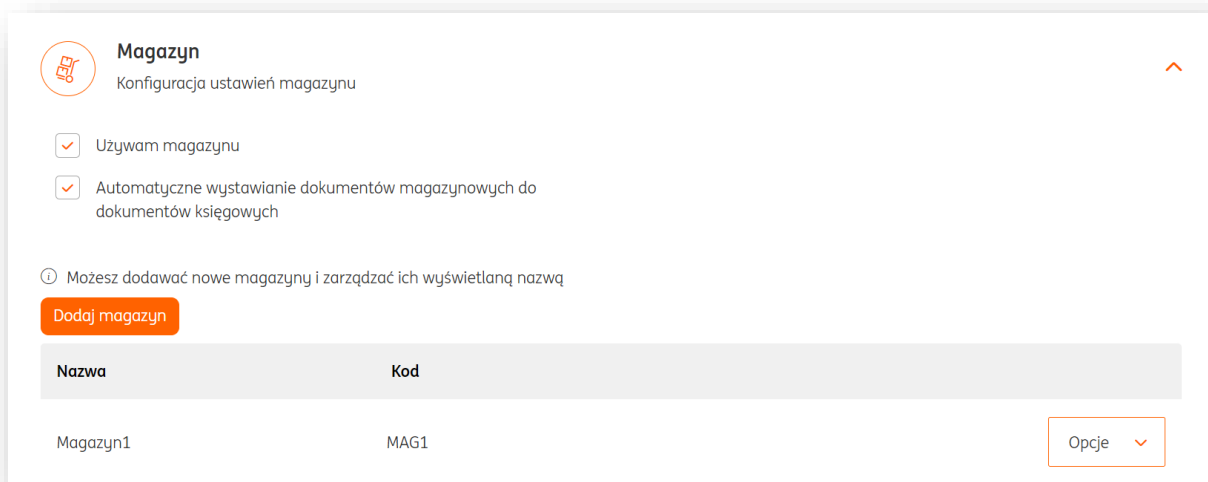 Magazyn
Konfiguracja ustawień magazynu
Używam magazynu
Automatyczne wystawianie dokumentów magazynowych do
dokumentów księgowych
Możesz dodawać nowe magazyny i zarządzać ich wyświetlaną nazwą
Dodaj magazyn
Nazwa Kod
Magazyn1 MAG1 Opcje